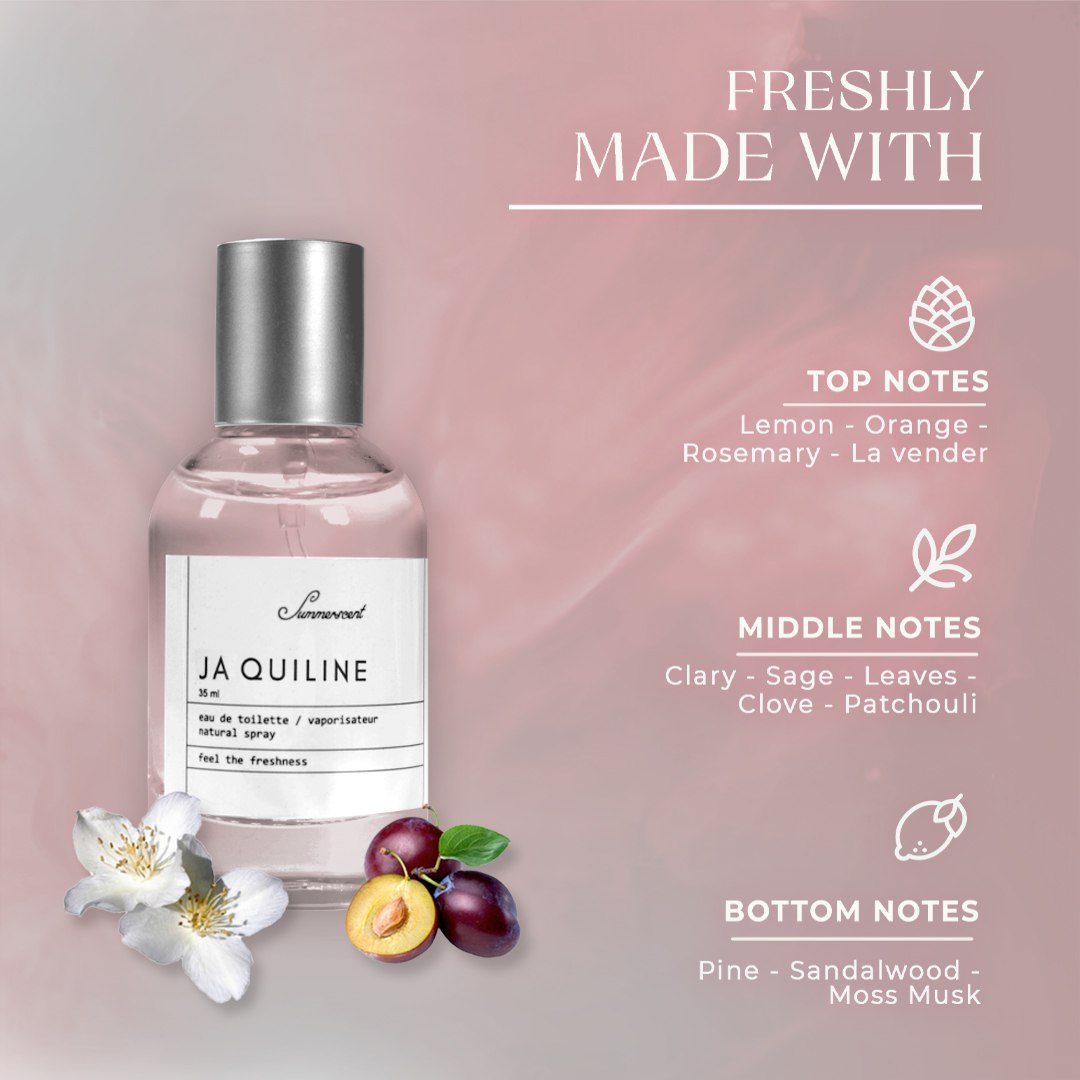 FRESHLY
MADE WITH
TOP NOTES
Lemon - Orange -
Rosemary - La vender
MIDDLE NOTES
Clary - Sage - Leaves -
Clove - Patchouli
BOTTOM NOTES
Pine - Sandalwood -
Moss Musk
Summerscent
JA QUILINE
35 ml
eau de toilette / vaporisateur
natural spray
feel the freshness